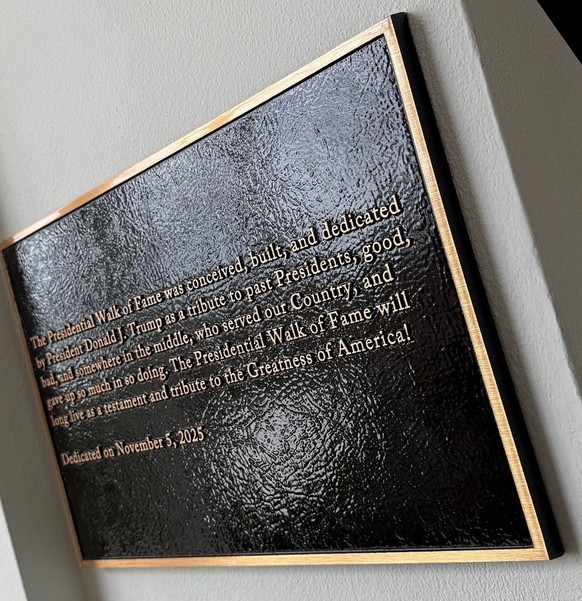 The Presidential Walk of Fame was conceived, built, and dedicated
by President Donald J. Trump as a tribute to past Presidents, good,
bad, and somewhere in the middle, who served our Country, and
gave up so much in so doing. The Presidential Walk of Fame will
long live as a testament and tribute to the Greatness of America!
Dedicated on November 5, 2025